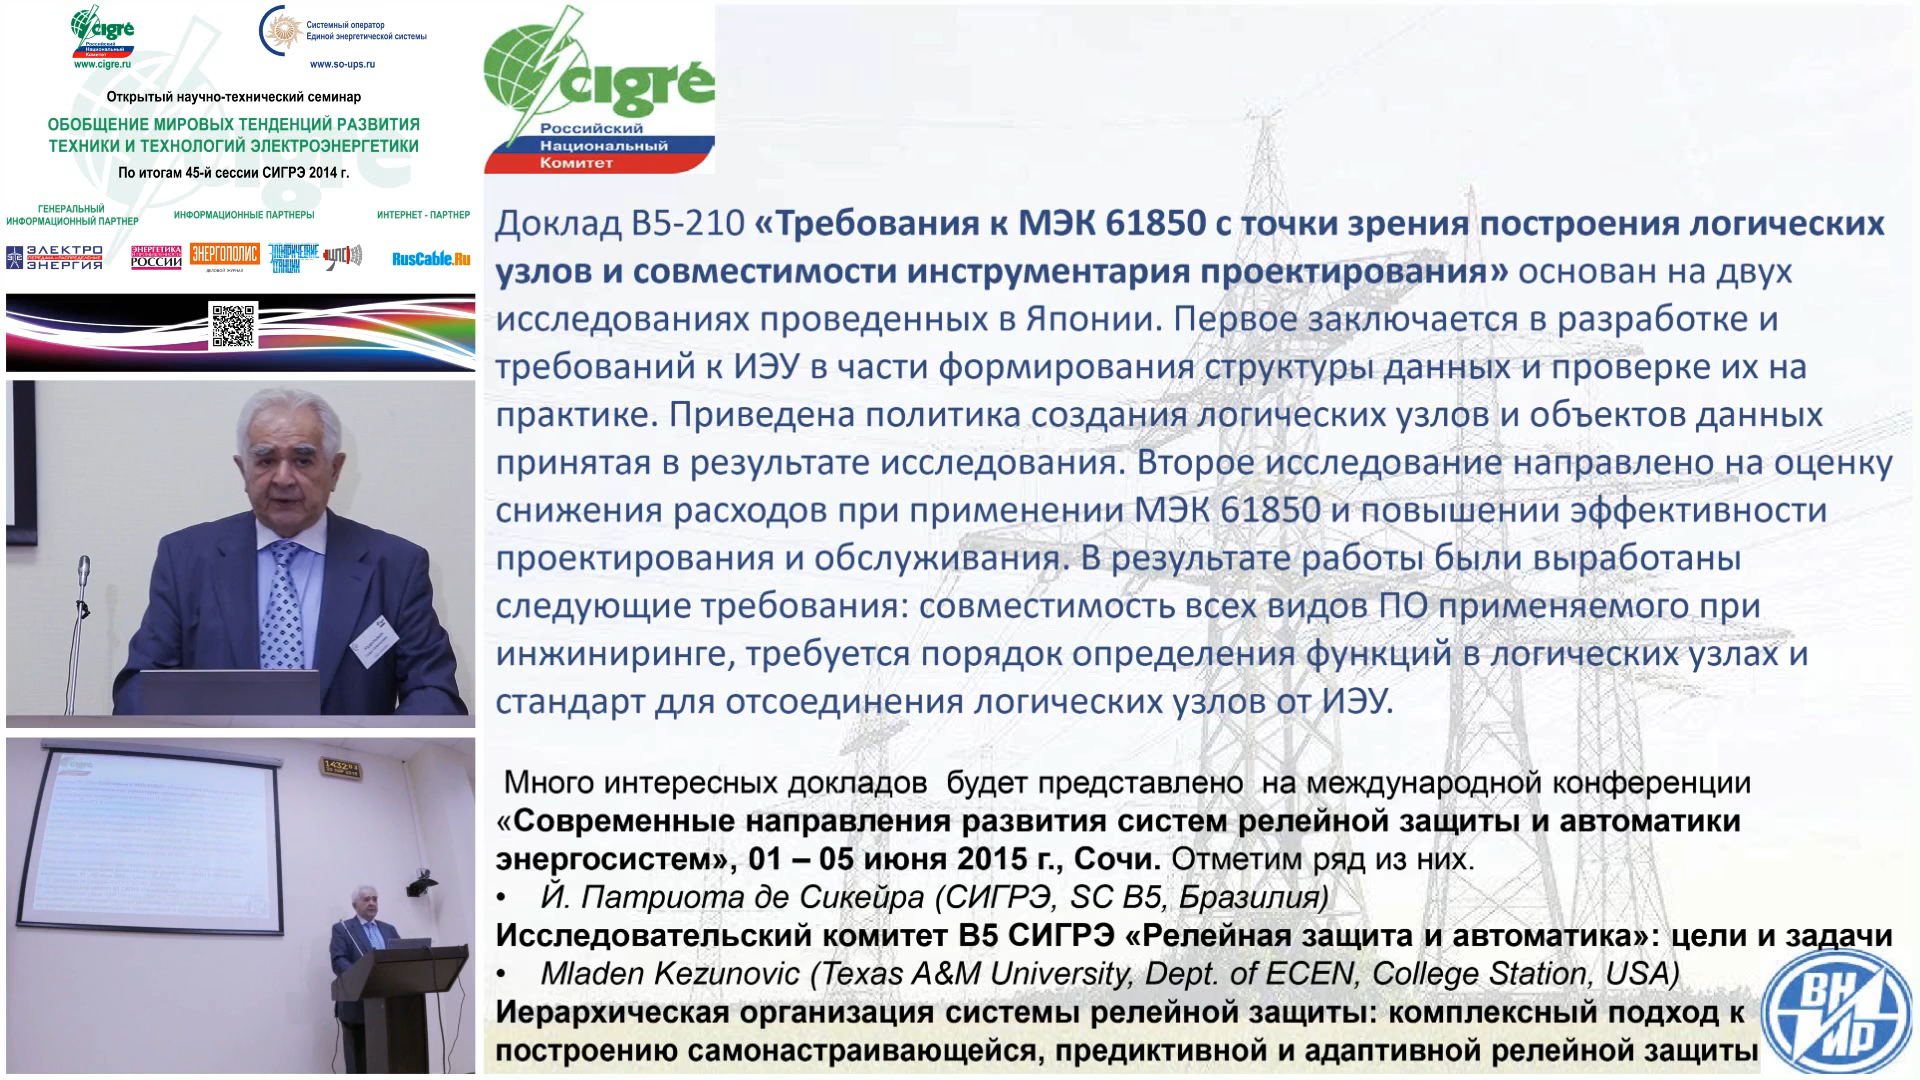 cigré
Российский
Национальный
Комитет
www.cigre.ru
Системный оператор
Единой энергетической системы
www.so-ups.ru
Открытый научно-технический семинар
ОБОБЩЕНИЕ МИРОВЫХ ТЕНДЕНЦИЙ РАЗВИТИЯ
ТЕХНИКИ И ТЕХНОЛОГИЙ ЭЛЕКТРОЭНЕРГЕТИКИ
По итогам 45-й сессии СИГРЭ 2014 г.
ГЕНЕРАЛЬНЫЙ
ИНФОРМАЦИОННЫЙ ПАРТНЕР
ИНФОРМАЦИОННЫЕ ПАРТНЕРЫ
ИНТЕРНЕТ - ПАРТНЕР
ЭЛЕКТРО
ЭНЕРГИЯ
ЭНЕРГЕТИКА
РОССИИ
ЭНЕРГОПОЛИС
ДЕЛОВОЙ ЖУРНАЛ
RusCable.Ru
cigré
Российский
Национальный
Комитет
Доклад В5-210 «Требования к МЭК 61850 с точки зрения построения логических
узлов и совместимости инструментария проектирования» основан на двух
исследованиях проведенных в Японии. Первое заключается в разработке и
требований к ИЭУ в части формирования структуры данных и проверке их на
практике. Приведена политика создания логических узлов и объектов данных
принятая в результате исследования. Второе исследование направлено на оценку
снижения расходов при применении МЭК 61850 и повышении эффективности
проектирования и обслуживания. В результате работы были выработаны
следующие требования: совместимость всех видов ПО применяемого при
инжиниринге, требуется порядок определения функций в логических узлах и
стандарт для отсоединения логических узлов от ИЭУ.
Много интересных докладов будет представлено на международной конференции
«Современные направления развития систем релейной защиты и автоматики
энергосистем», 01 – 05 июня 2015 г., Сочи. Отметим ряд из них.
• Й. Патриота де Сикейра (СИГРЭ, SC B5, Бразилия)
Исследовательский комитет В5 СИГРЭ «Релейная защита и автоматика»: цели и задачи
• Mladen Kezunovic (Texas A&M University, Dept. of ECEN, College Station, USA)
Иерархическая организация системы релейной защиты: комплексный подход к
построению самонастраивающейся, предиктивной и адаптивной релейной защиты
ВНИИР